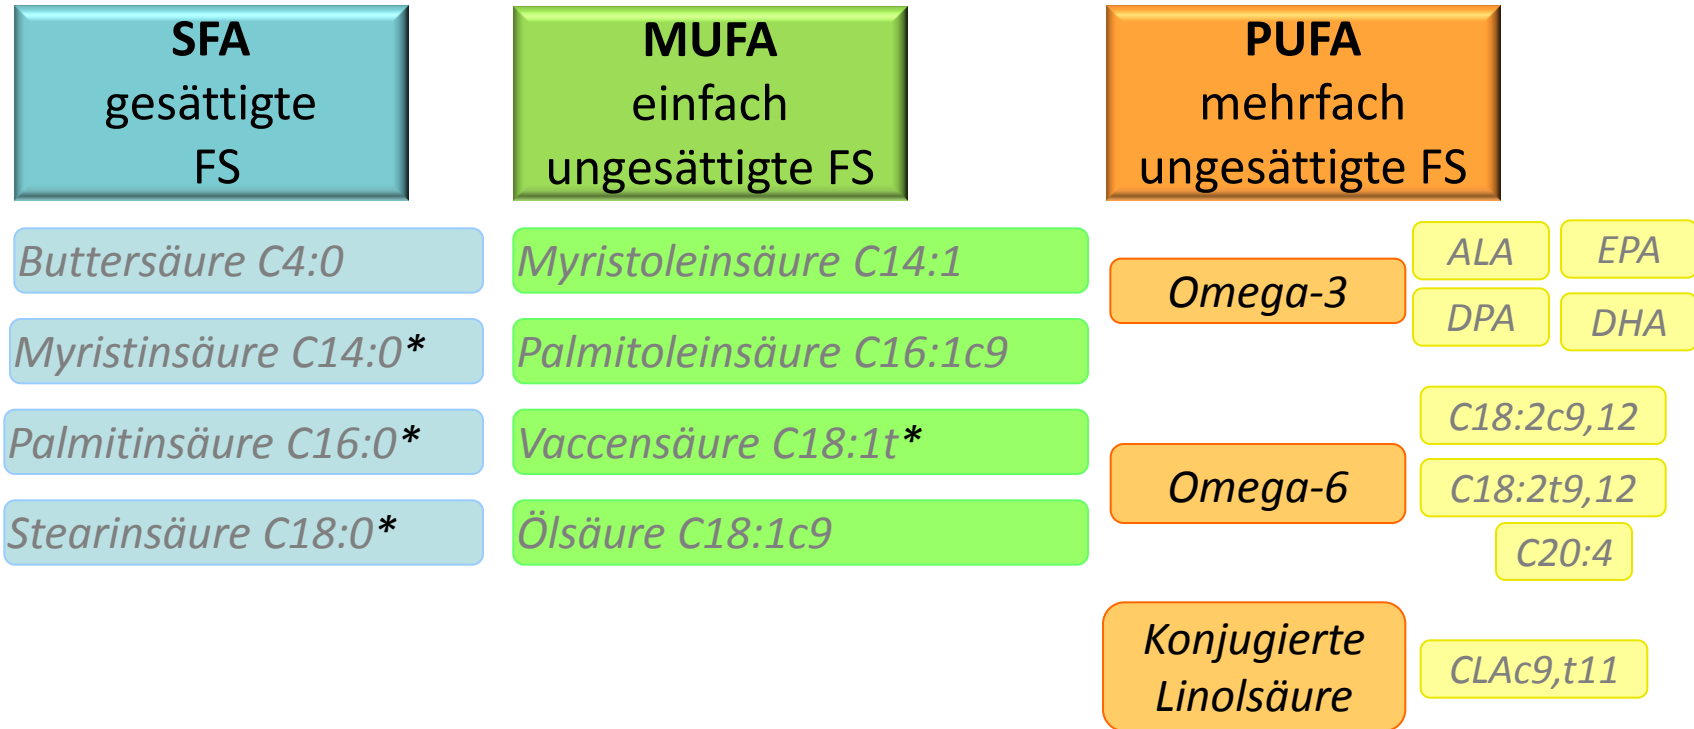 SFA
gesättigte
FS
MUFA
einfach
ungesättigte FS
PUFA
mehrfach
ungesättigte FS
Buttersäure C4:0
Myristinsäure C14:0*
Palmitinsäure C16:0*
Stearinsäure C18:0*
Myristoleinsäure C14:1
Palmitoleinsäure C16:1c9
Vaccensäure C18:1t*
Ölsäure C18:1c9
Omega-3
ALA
EPA
DPA
DHA
Omega-6
C18:2c9,12
C18:2t9,12
C20:4
Konjugierte
Linolsäure
CLAc9,t11